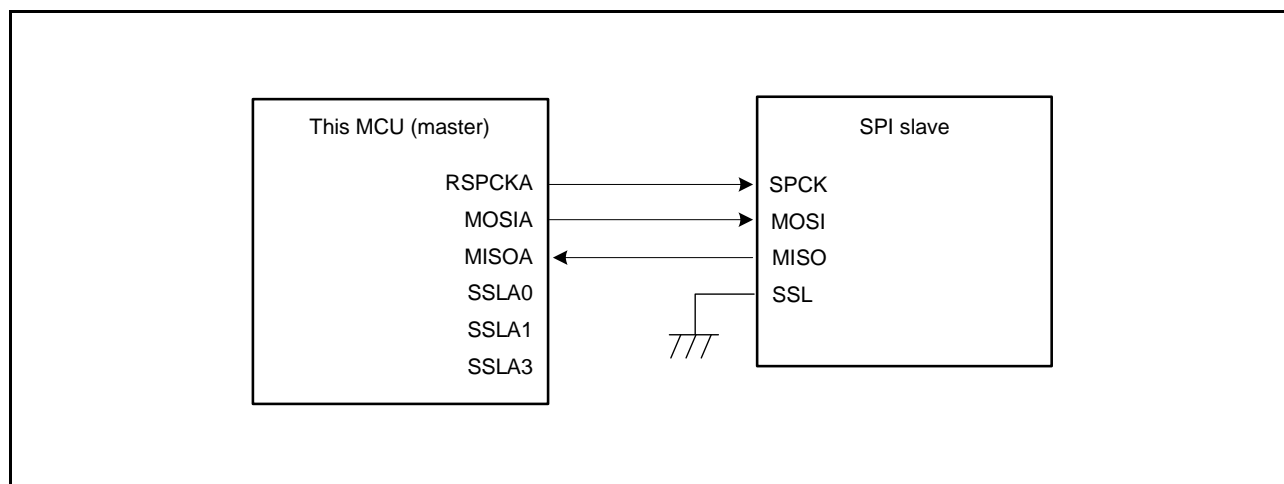 This MCU (master)
SPI slave
RSPCKA
SPCK
MOSIA
MOSI
MISOA
MISO
SSLA0
SSL
SSLA1
SSLA3